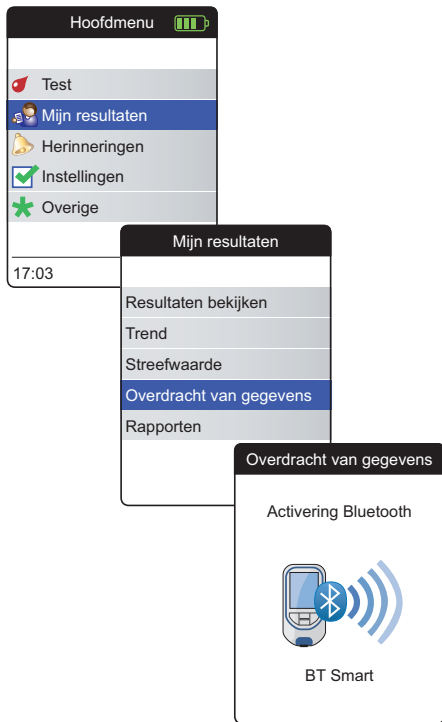 Hoofdmenu
Test
Mijn resultaten
Herinneringen
Instellingen
Overige
17:03
Mijn resultaten
Resultaten bekijken
Trend
Streefwaarde
Overdracht van gegevens
Rapporten
Overdracht van gegevens
Activering Bluetooth
BT Smart